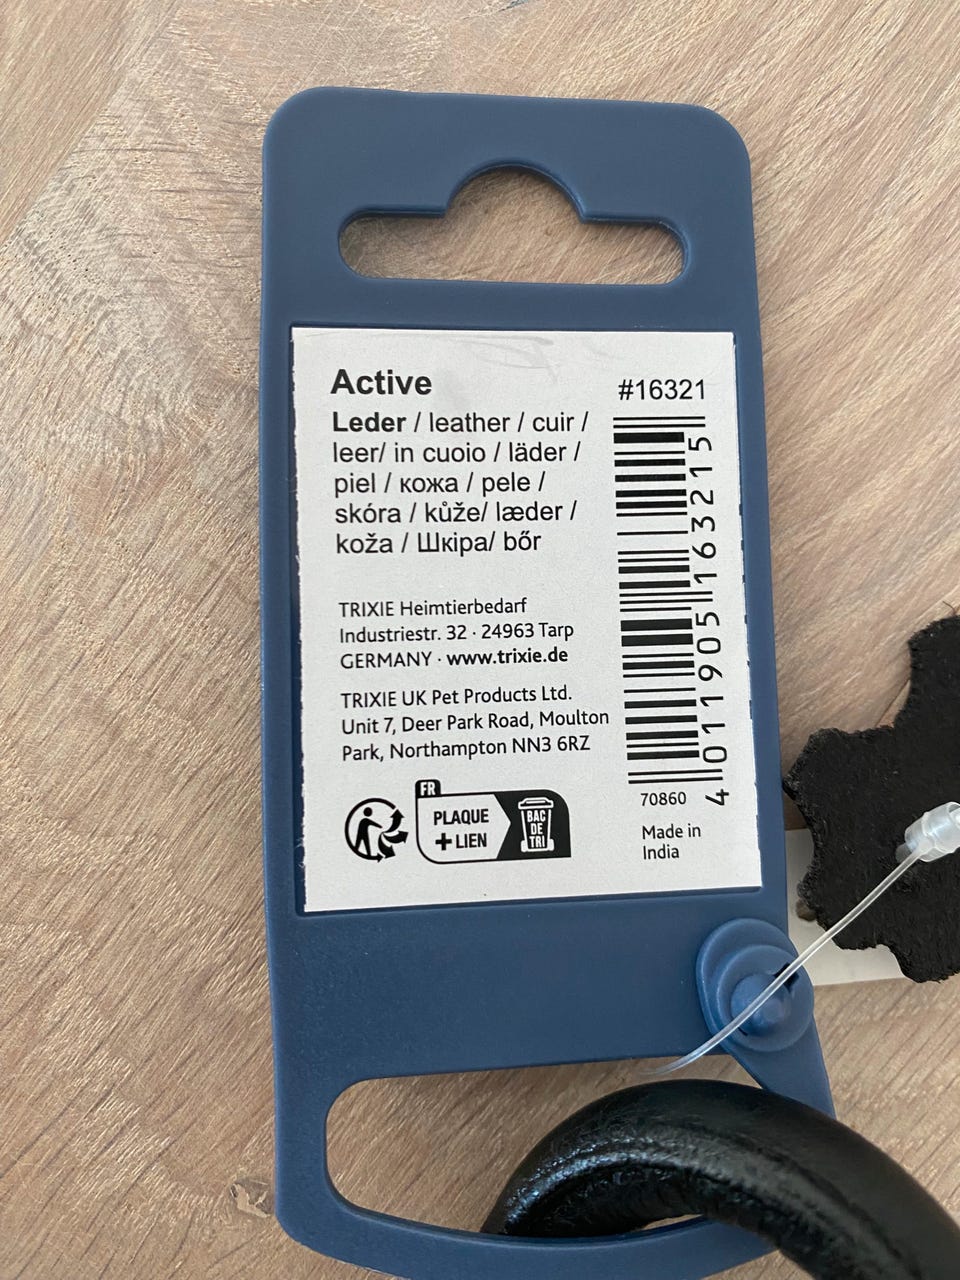 Active
Leder / leather / cuir /
leer/ in cuoio / läder /
piel / кожа / pele /
skóra / kůže/ læder /
koža / Шкіра/ bőr
#16321
4 011905 163215
TRIXIE Heimtierbedarf
Industriestr. 32 · 24963 Tarp
GERMANY · www.trixie.de
TRIXIE UK Pet Products Ltd.
Unit 7, Deer Park Road, Moulton
Park, Northampton NN3 6RZ
FR
PLAQUE
+ LIEN
BAC
DE
TRI
70860
Made in
India